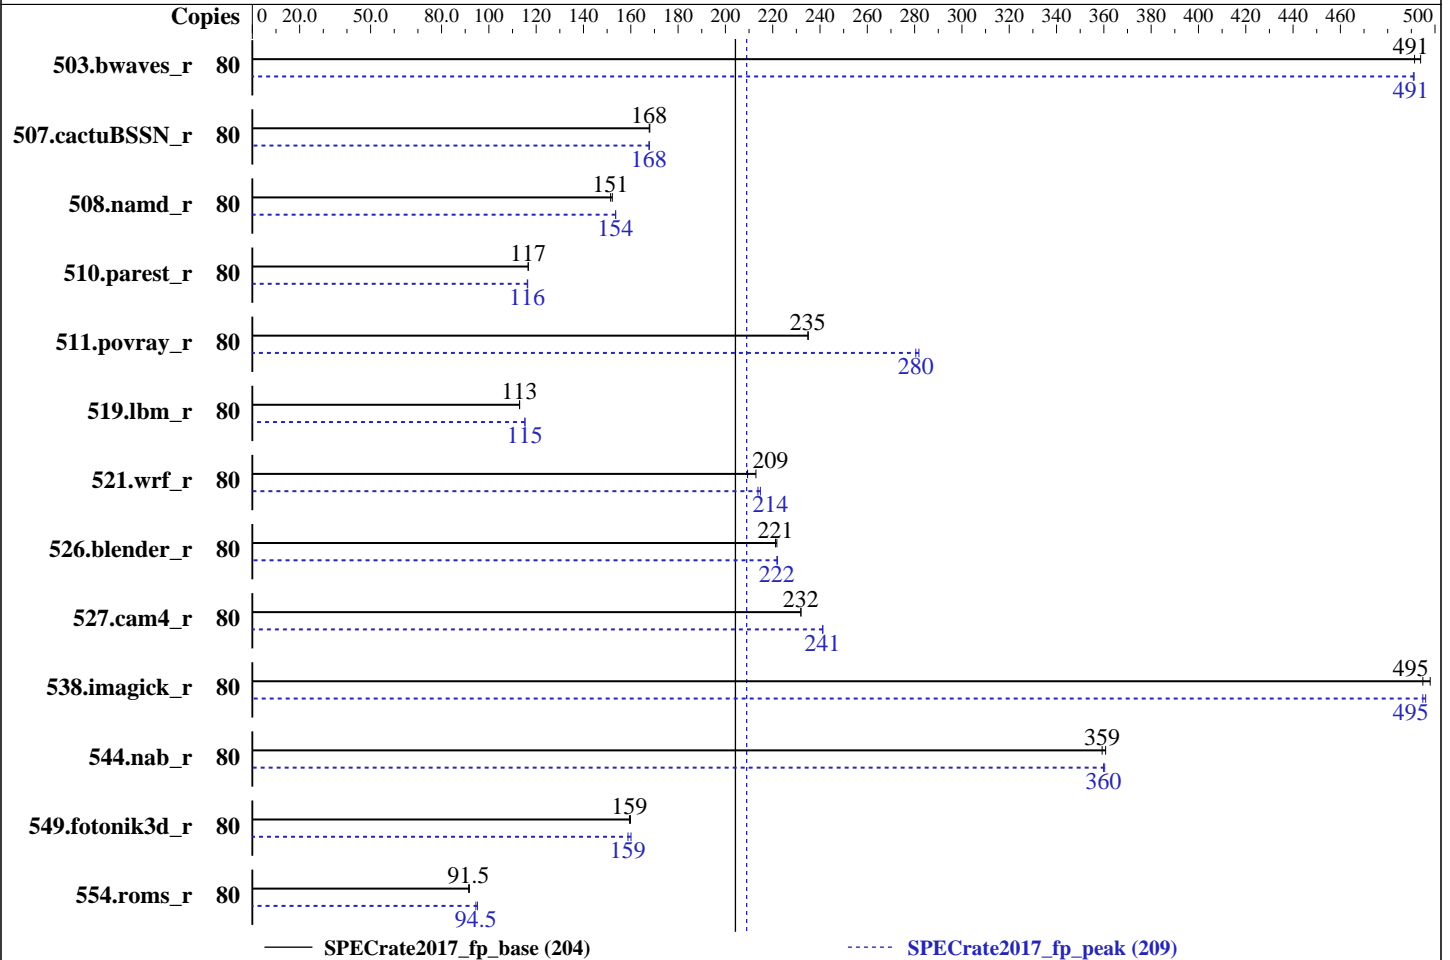 Copies 0 20.0 50.0 80.0 100 120 140 160 180 200 220 240 260 280 300 320 340 360 380 400 420 440 460 500
503.bwaves_r 80 491
491
507.cactuBSSN_r 80 168
168
508.namd_r 80 151
154
510.parest_r 80 117
116
511.povray_r 80 235
280
519.lbm_r 80 113
115
521.wrf_r 80 209
214
526.blender_r 80 221
222
527.cam4_r 80 232
241
538.imagick_r 80 495
495
544.nab_r 80 359
360
549.fotonik3d_r 80 159
159
554.roms_r 80 91.5
94.5
SPECrate2017_fp_base (204) SPECrate2017_fp_peak (209)